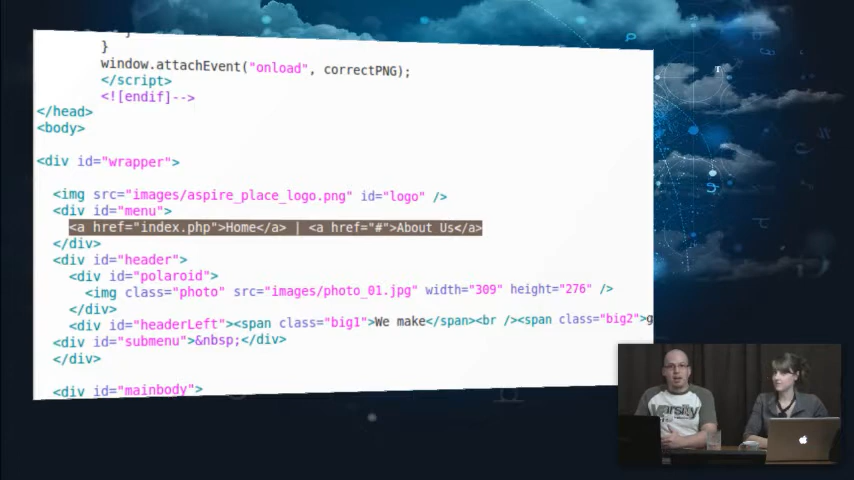 }
window.attachEvent("onload", correctPNG);
</script>
<![endif]-->
</head>
<body>
<div id="wrapper">
<img src="images/aspire_place_logo.png" id="logo" />
<div id="menu">
<a href="index.php">Home</a> | <a href="#">About Us</a>
</div>
<div id="header">
<div id="polaroid">
<img class="photo" src="images/photo_01.jpg" width="309" height="276" />
</div>
<div id="headerLeft"><span class="big1">We make</span><br /><span class="big2">g
<div id="submenu">&nbsp;</div>
</div>
<div id="mainbody">
Varsity